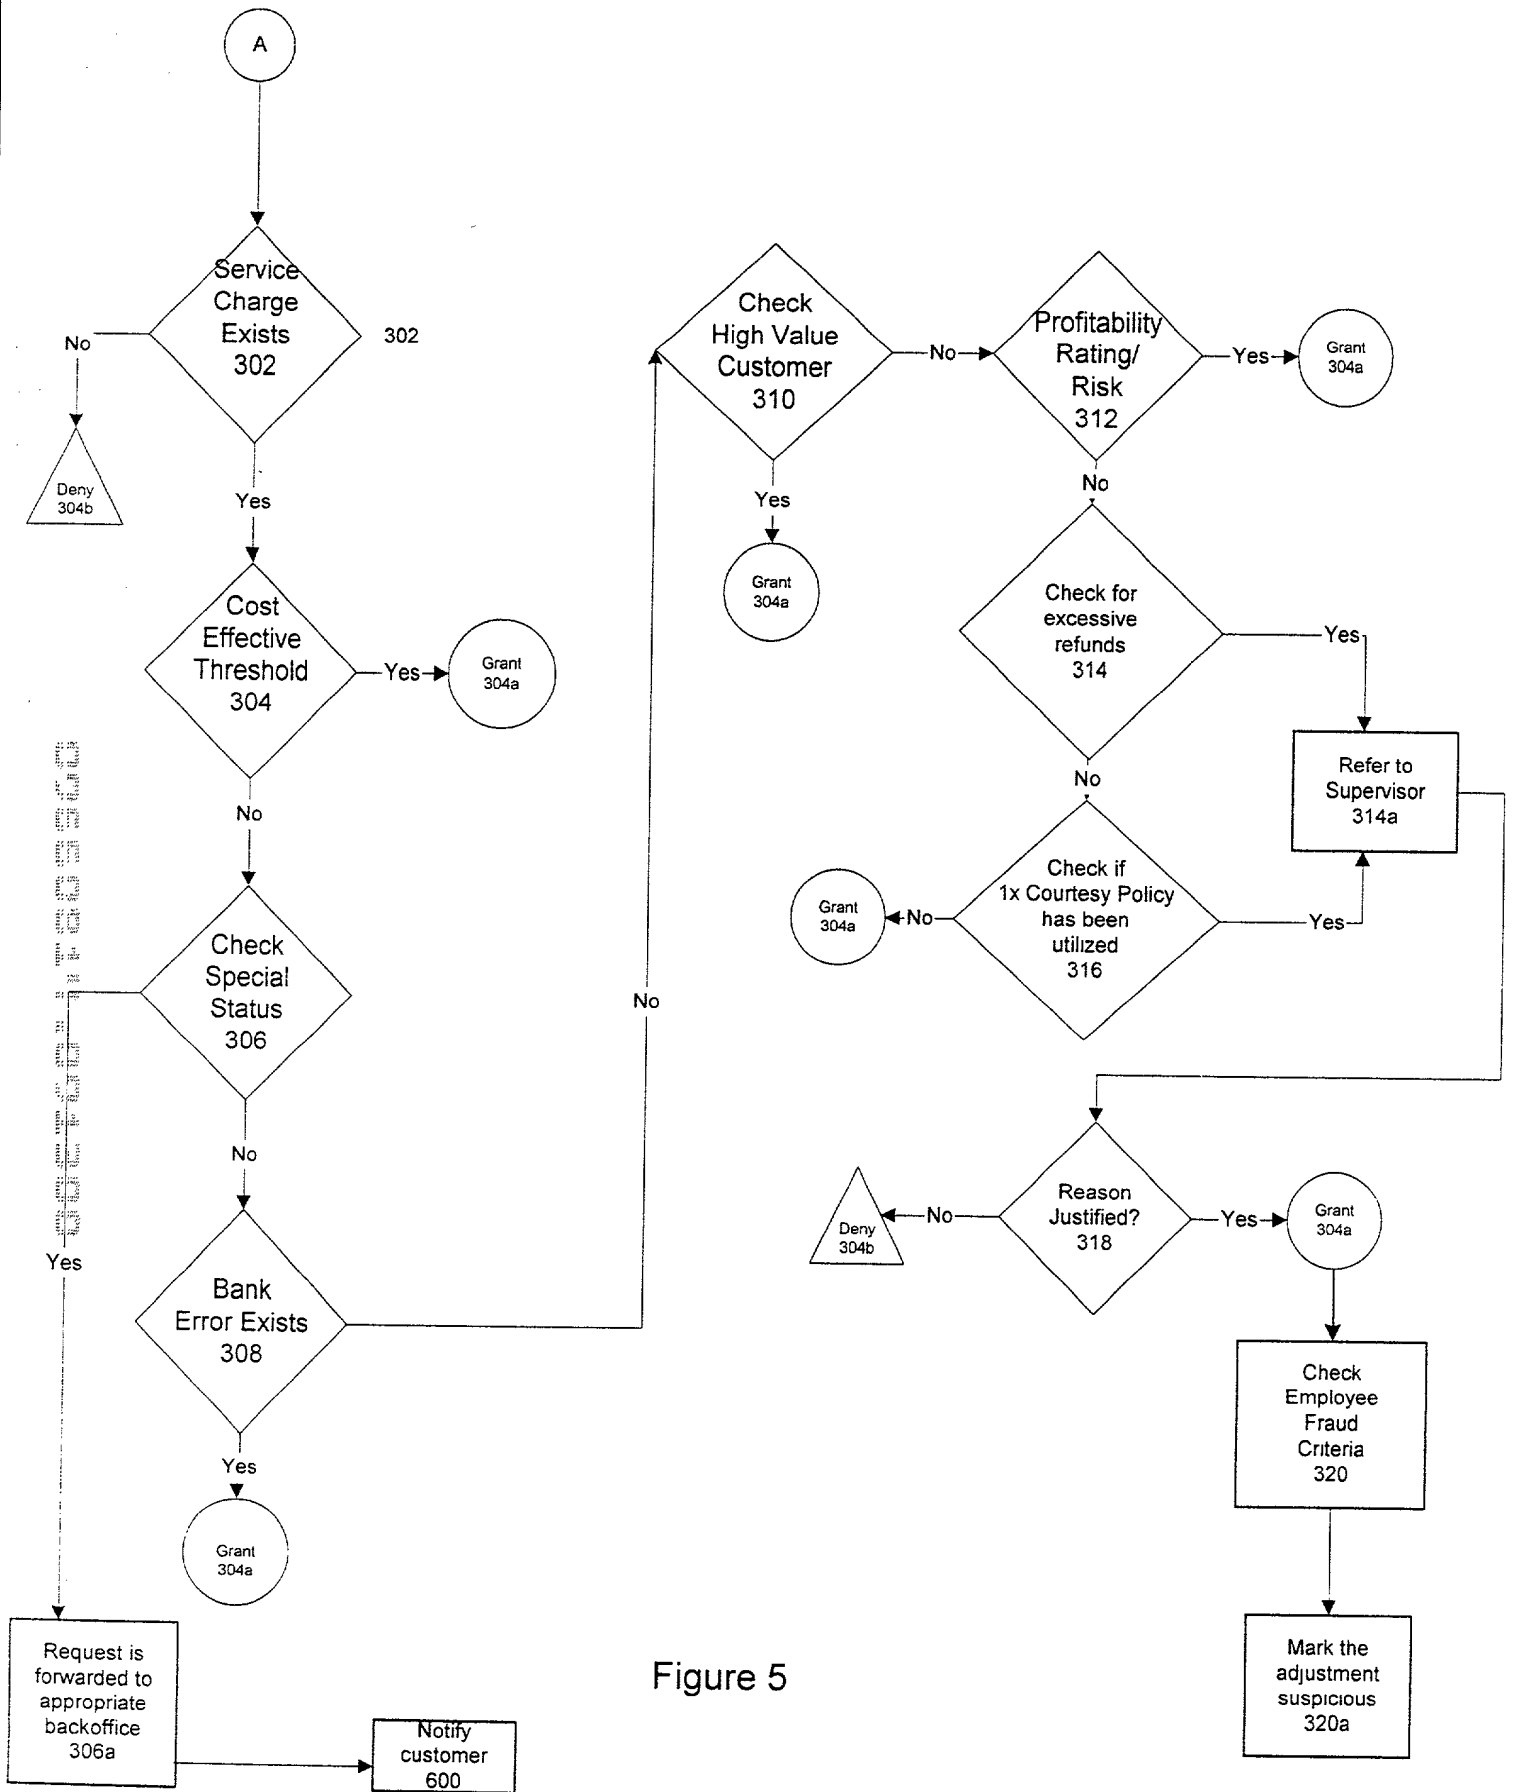 A
Service
Charge
Exists
302
302
No
Deny
304b
Yes
Cost
Effective
Threshold
304
Yes
Grant
304a
No
Check
Special
Status
306
Yes
No
Bank
Error Exists
308
No
Yes
Grant
304a
Request is
forwarded to
appropriate
backoffice
306a
Notify
customer
600
Check
High Value
Customer
310
No
Yes
Grant
304a
Profitability
Rating/
Risk
312
Yes
Grant
304a
No
Check for
excessive
refunds
314
Yes
No
Refer to
Supervisor
314a
Check if
1x Courtesy Policy
has been
utilized
316
No
Grant
304a
Yes
Reason
Justified?
318
No
Deny
304b
Yes
Grant
304a
Check
Employee
Fraud
Criteria
320
Mark the
adjustment
suspicious
320a
Figure 5